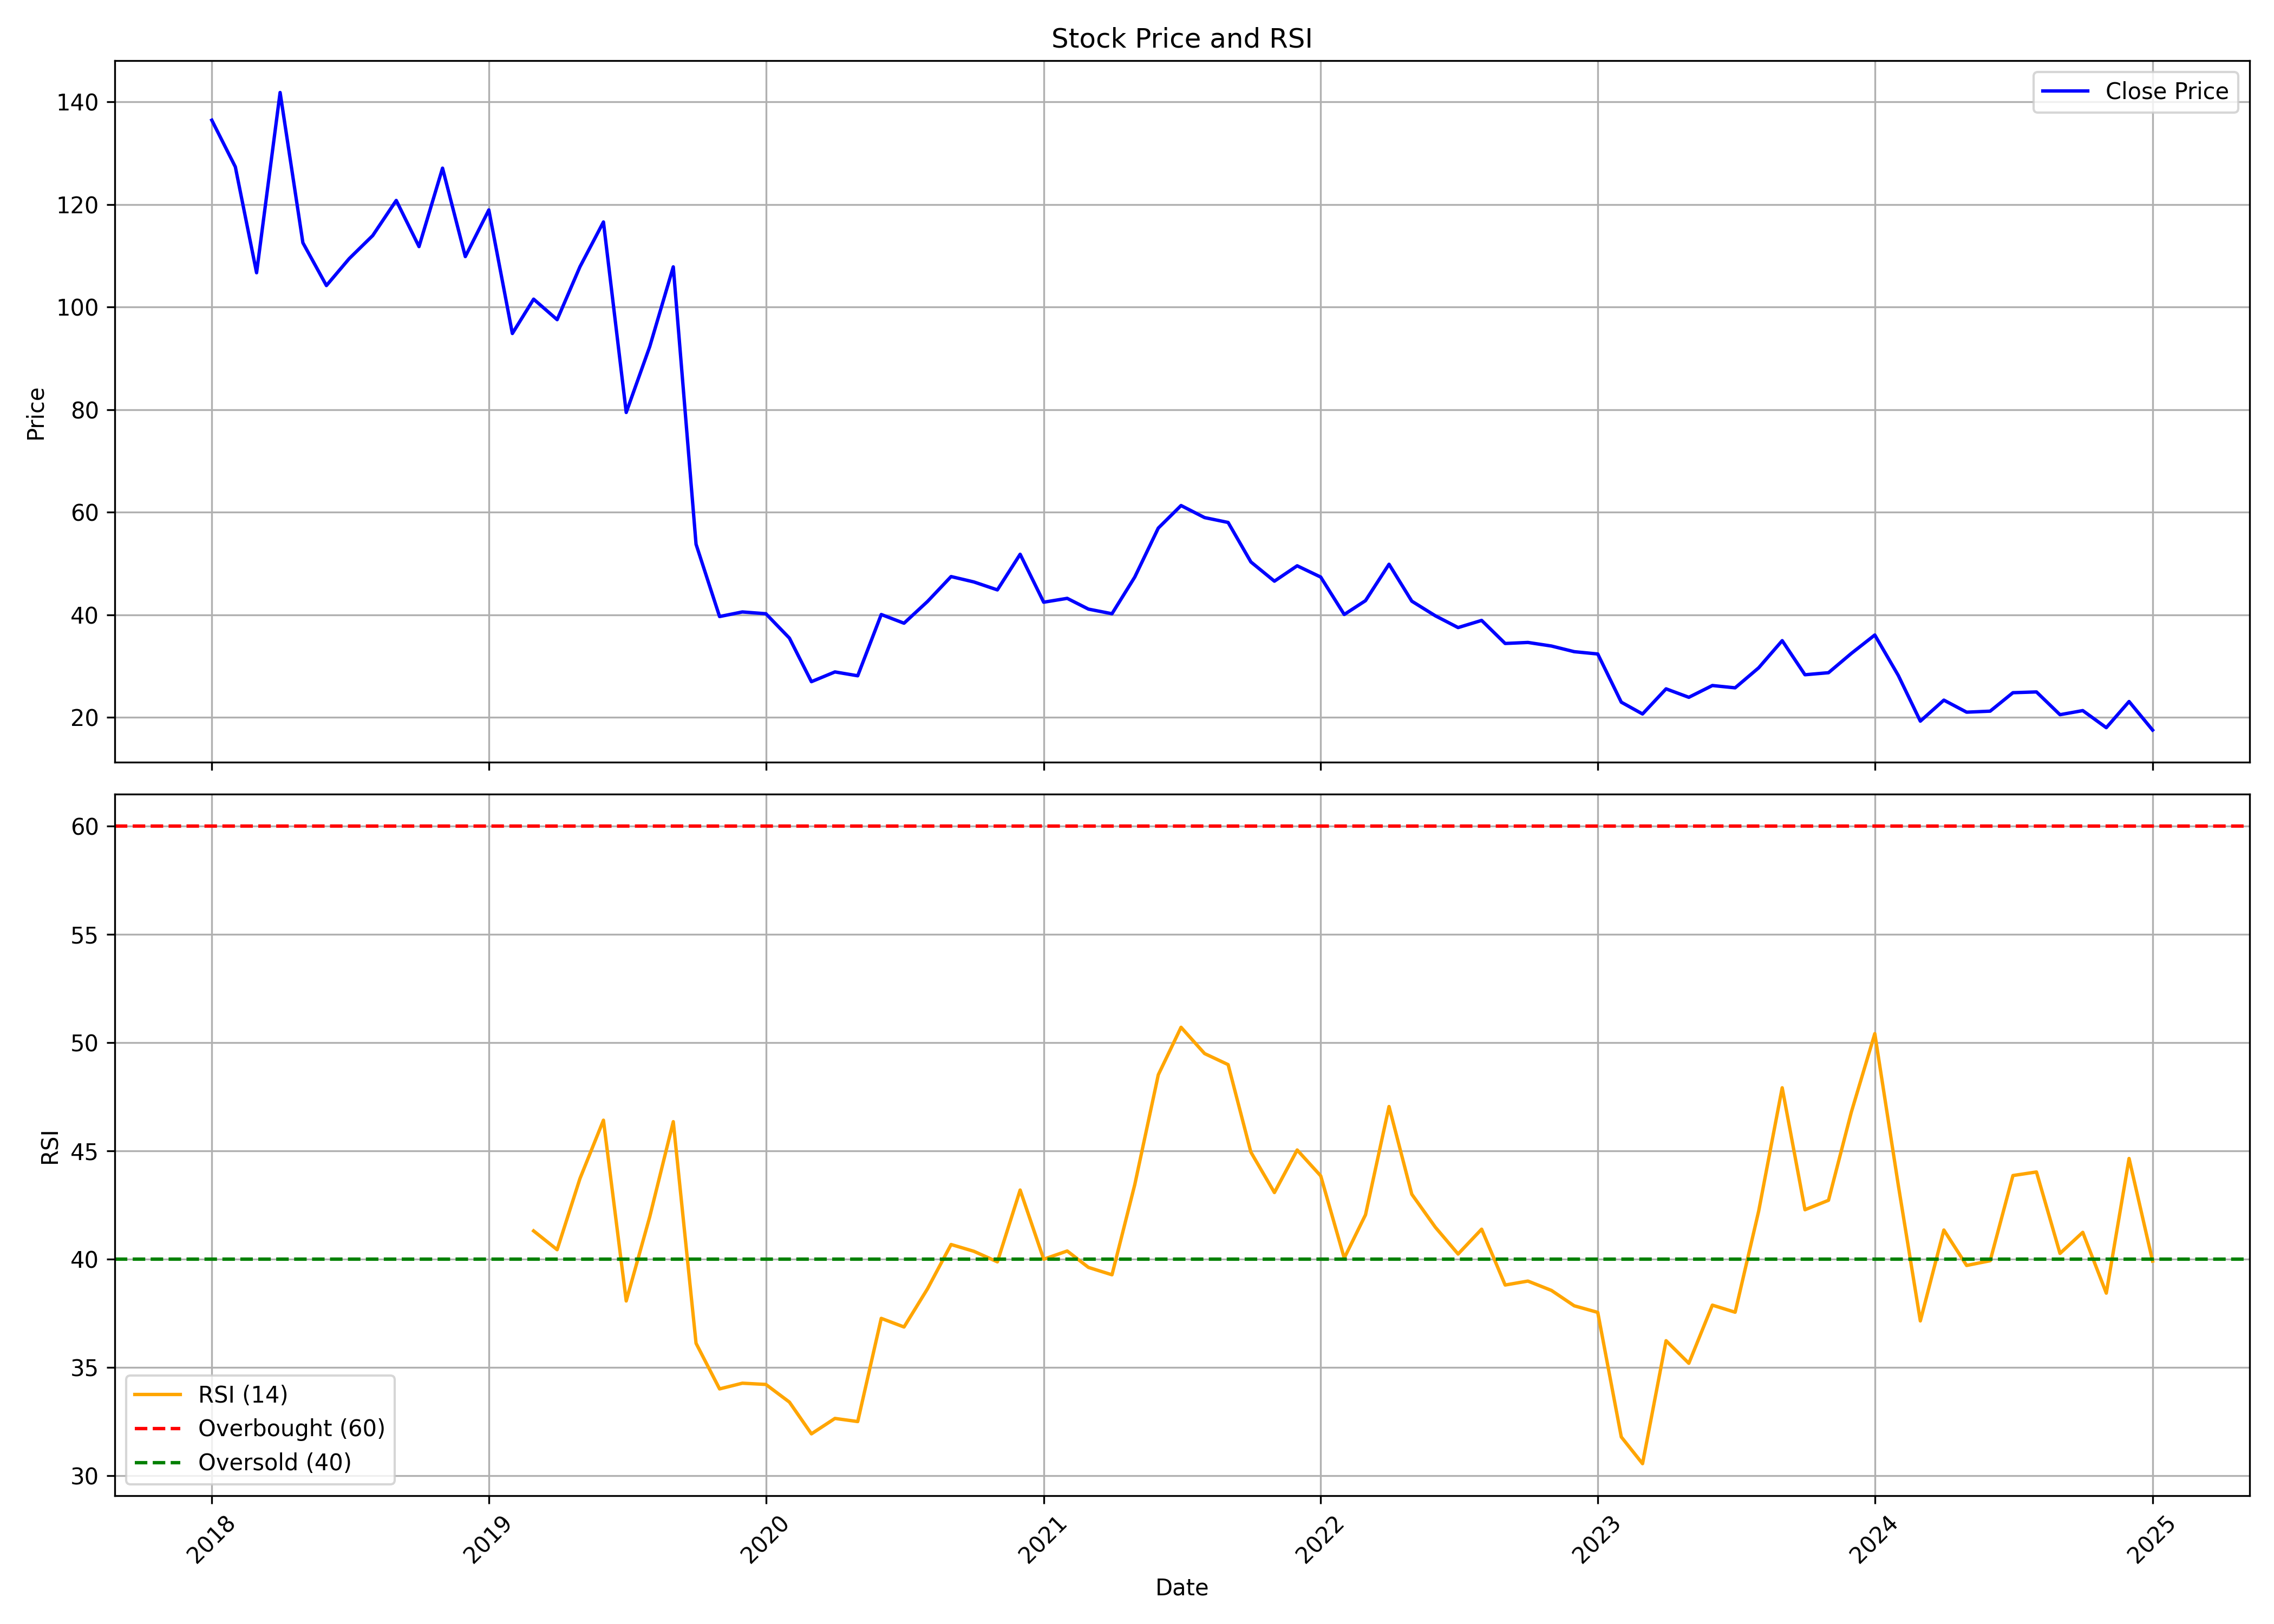 Stock Price and RSI
Close Price
Price
140
120
100
80
60
40
20
RSI
60
55
50
45
40
35
30
RSI (14)
Overbought (60)
Oversold (40)
2018
2019
2020
2021
2022
2023
2024
2025
Date